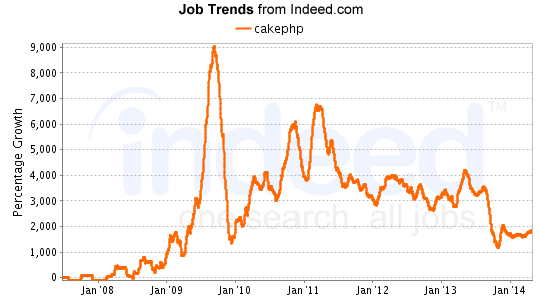 Job Trends from Indeed.com
cakephp
Percentage Growth
9,000
8,000
7,000
6,000
5,000
4,000
3,000
2,000
1,000
0
indeed™
one search. all jobs.
Jan '08 Jan '09 Jan '10 Jan '11 Jan '12 Jan '13 Jan '14